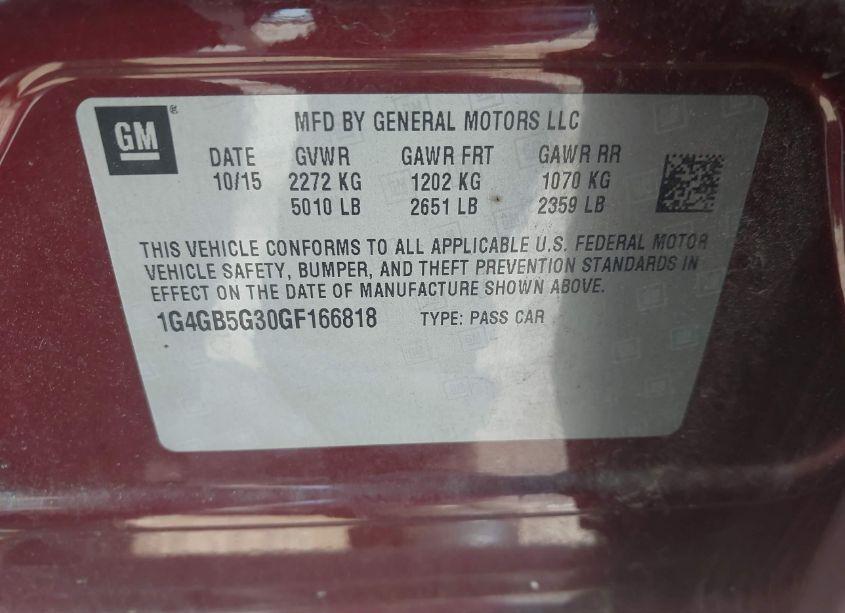 GM ®
MFD BY GENERAL MOTORS LLC
DATE GVWR GAWR FRT GAWR RR
10/15 2272 KG 1202 KG 1070 KG
5010 LB 2651 LB 2359 LB
THIS VEHICLE CONFORMS TO ALL APPLICABLE U.S. FEDERAL MOTOR
VEHICLE SAFETY, BUMPER, AND THEFT PREVENTION STANDARDS IN
EFFECT ON THE DATE OF MANUFACTURE SHOWN ABOVE.
1G4GB5G30GF166818 TYPE: PASS CAR